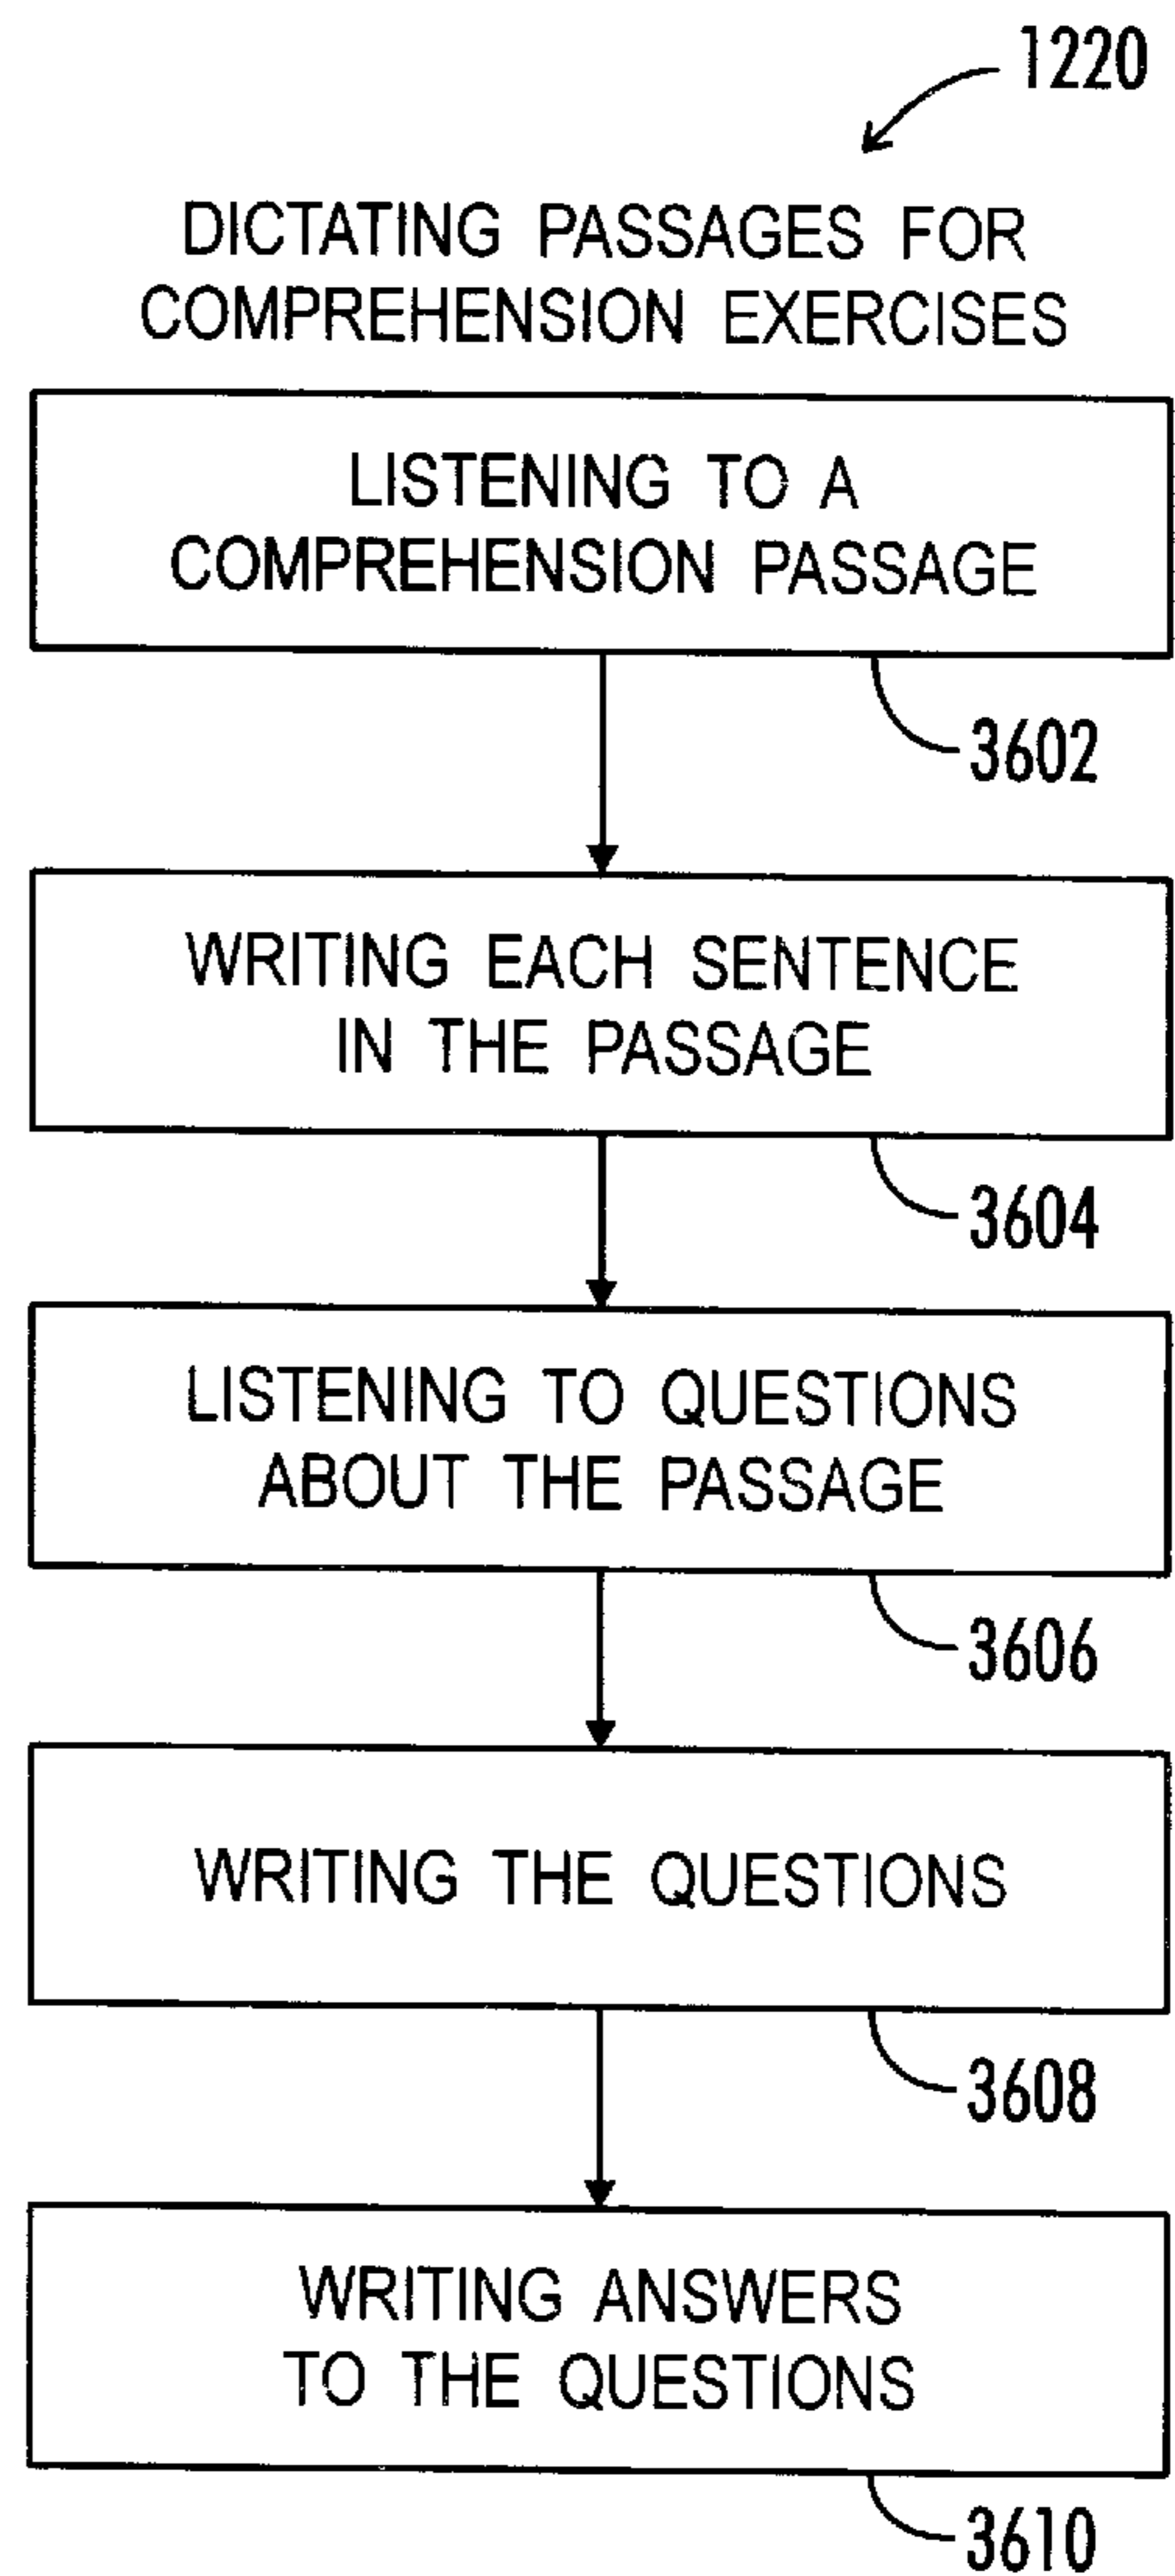 1220
DICTATING PASSAGES FOR
COMPREHENSION EXERCISES
LISTENING TO A
COMPREHENSION PASSAGE
3602
WRITING EACH SENTENCE
IN THE PASSAGE
3604
LISTENING TO QUESTIONS
ABOUT THE PASSAGE
3606
WRITING THE QUESTIONS
3608
WRITING ANSWERS
TO THE QUESTIONS
3610